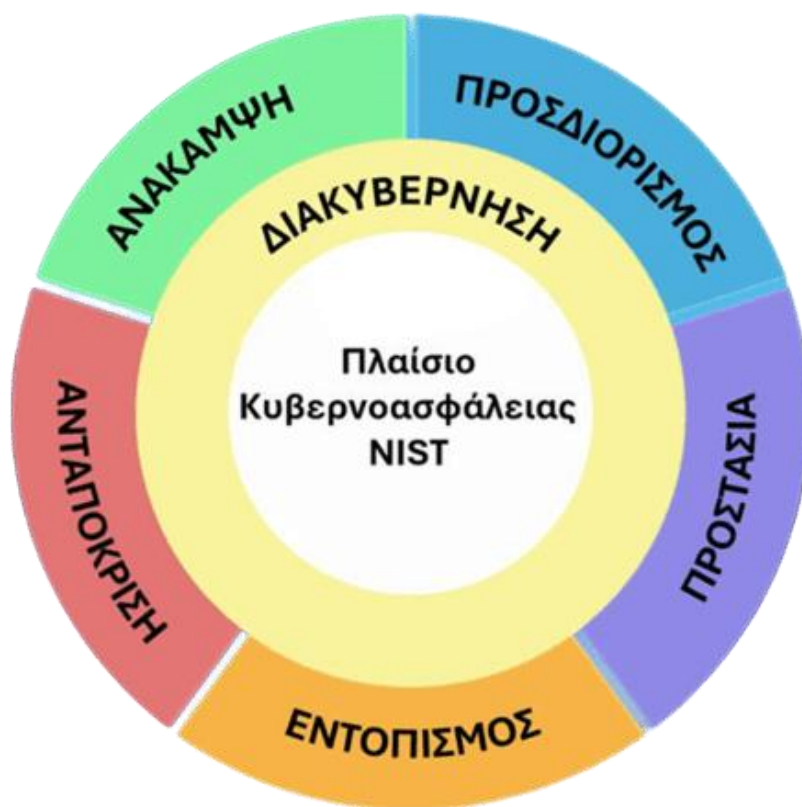 ΠΡΟΣΔΙΟΡΙΣΜΟΣ
ΠΡΟΣΤΑΣΙΑ
ΕΝΤΟΠΙΣΜΟΣ
ΑΝΤΑΠΟΚΡΙΣΗ
ΑΝΑΚΑΜΨΗ
ΔΙΑΚΥΒΕΡΝΗΣΗ
Πλαίσιο
Κυβερνοασφάλειας
NIST